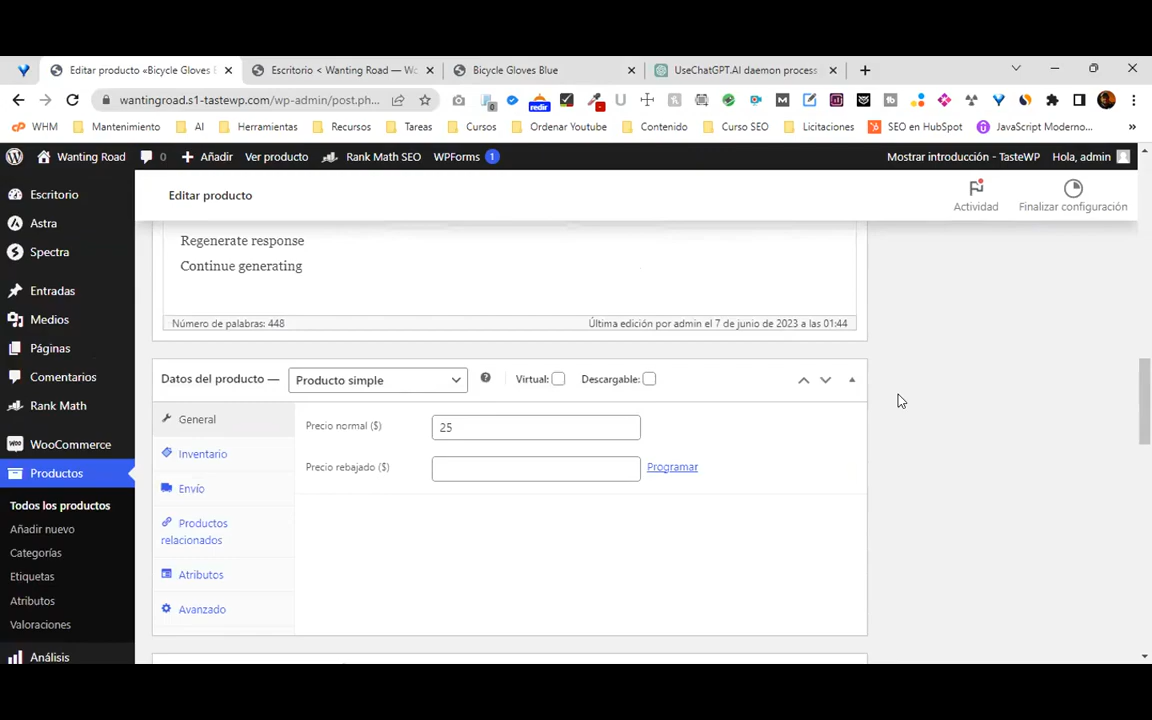 Editar producto «Bicycle Gloves E
Escritorio < Wanting Road — Wc
Bicycle Gloves Blue
UseChatGPT.AI daemon process
wantingroad.s1-tastewp.com/wp-admin/post.ph...
0
redir
WHM
Mantenimiento
AI
Herramientas
Recursos
Tareas
Cursos
Ordenar Youtube
Contenido
Curso SEO
Licitaciones
SEO en HubSpot
JavaScript Moderno...
Wanting Road
0
Añadir
Ver producto
Rank Math SEO
WPForms 1
Mostrar introducción - TasteWP
Hola, admin
Escritorio
Astra
Spectra
Entradas
Medios
Páginas
Comentarios
Rank Math
WooCommerce
Productos
Todos los productos
Añadir nuevo
Categorías
Etiquetas
Atributos
Valoraciones
Análisis
Editar producto
Actividad
Finalizar configuración
Regenerate response
Continue generating
Número de palabras: 448
Última edición por admin el 7 de junio de 2023 a las 01:44
Datos del producto —
Producto simple
Virtual:
Descargable:
General
Inventario
Envío
Productos
relacionados
Atributos
Avanzado
Precio normal ($)
25
Precio rebajado ($)
Programar